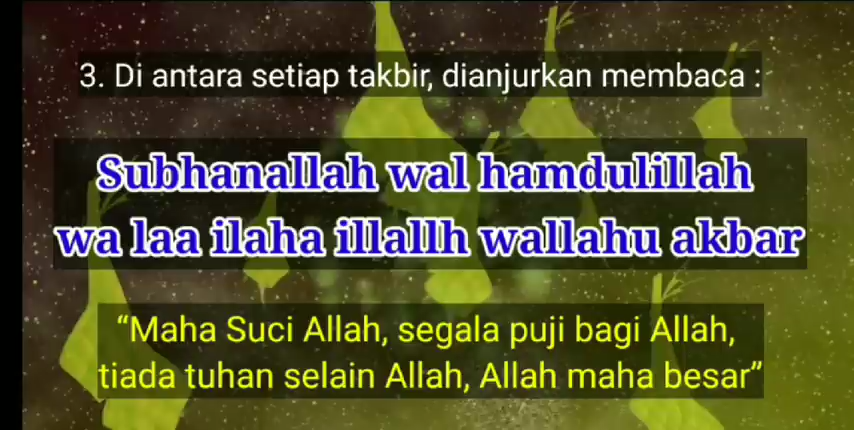 3. Di antara setiap takbir, dianjurkan membaca :
Subhanallah wal hamdulillah
wa laa ilaha illallh wallahu akbar
“Maha Suci Allah, segala puji bagi Allah,
tiada tuhan selain Allah, Allah maha besar”